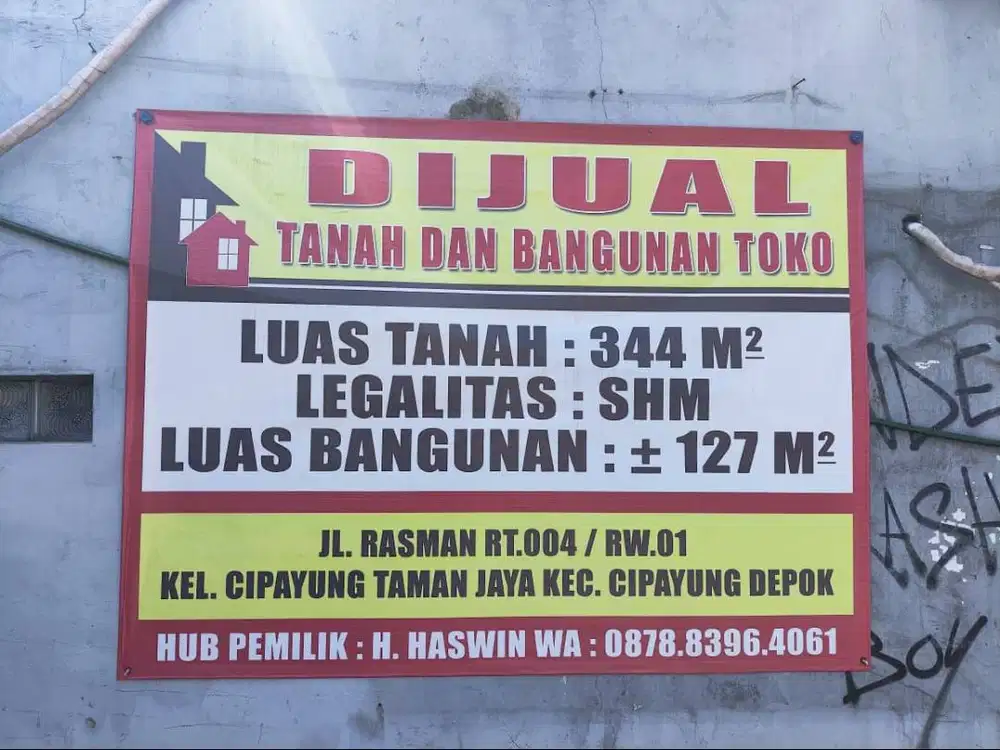 DIJUAL
TANAH DAN BANGUNAN TOKO
LUAS TANAH : 344 M²
LEGALITAS : SHM
LUAS BANGUNAN : ± 127 M²
JL. RASMAN RT.004 / RW.01
KEL. CIPAYUNG TAMAN JAYA KEC. CIPAYUNG DEPOK
HUB PEMILIK : H. HASWIN WA : 0878.8396.4061
BOY